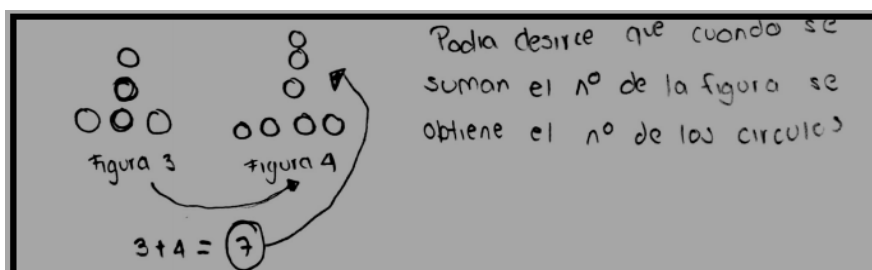 Podia desirce que cuando se
suman el nº de la figura se
obtiene el nº de los circulos
Figura 3 Figura 4
3 + 4 = 7